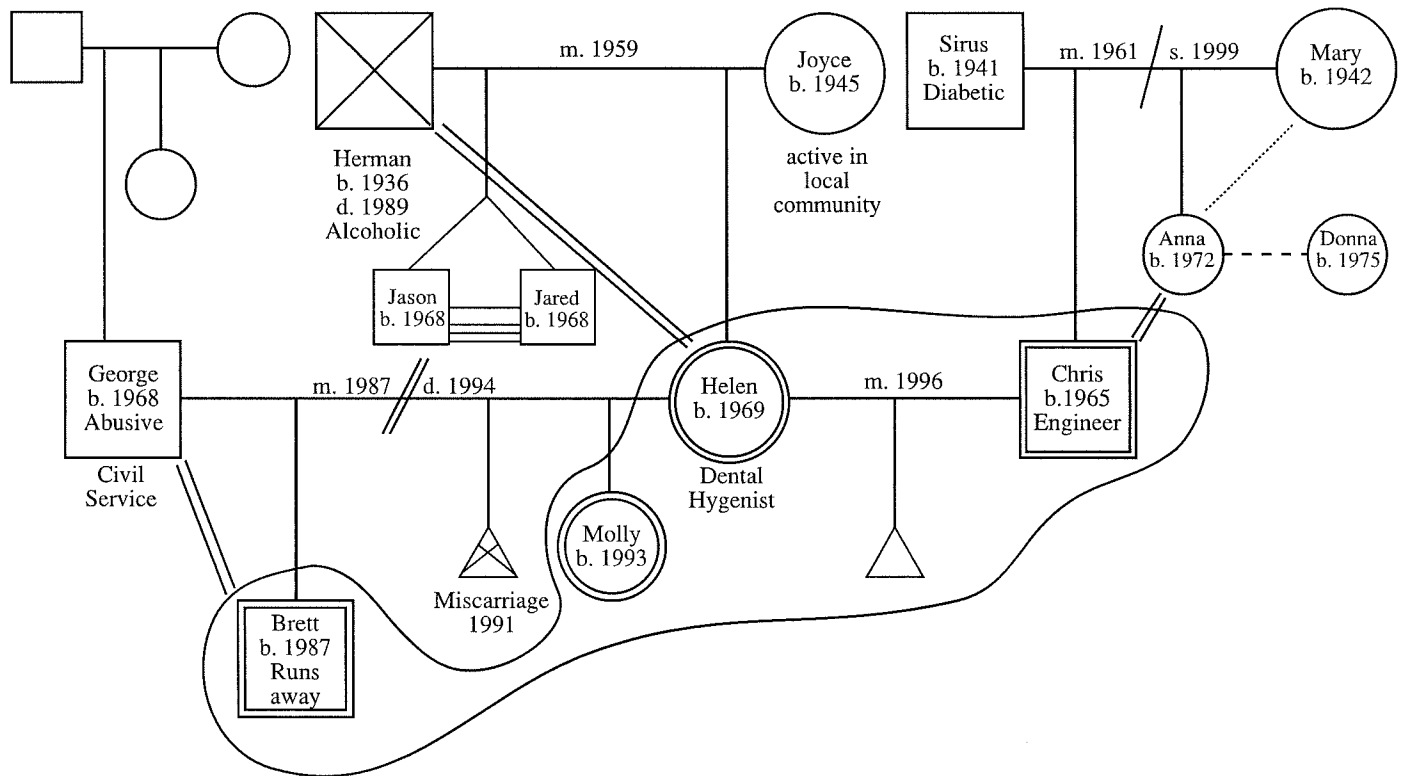 m. 1959
Joyce
b. 1945
active in
local
community
Sirus
b. 1941
Diabetic
m. 1961
s. 1999
Mary
b. 1942
Herman
b. 1936
d. 1989
Alcoholic
Anna
b. 1972
Donna
b. 1975
Jason
b. 1968
Jared
b. 1968
George
b. 1968
Abusive
Civil
Service
m. 1987
d. 1994
Helen
b. 1969
Dental
Hygenist
m. 1996
Chris
b.1965
Engineer
Molly
b. 1993
Miscarriage
1991
Brett
b. 1987
Runs
away